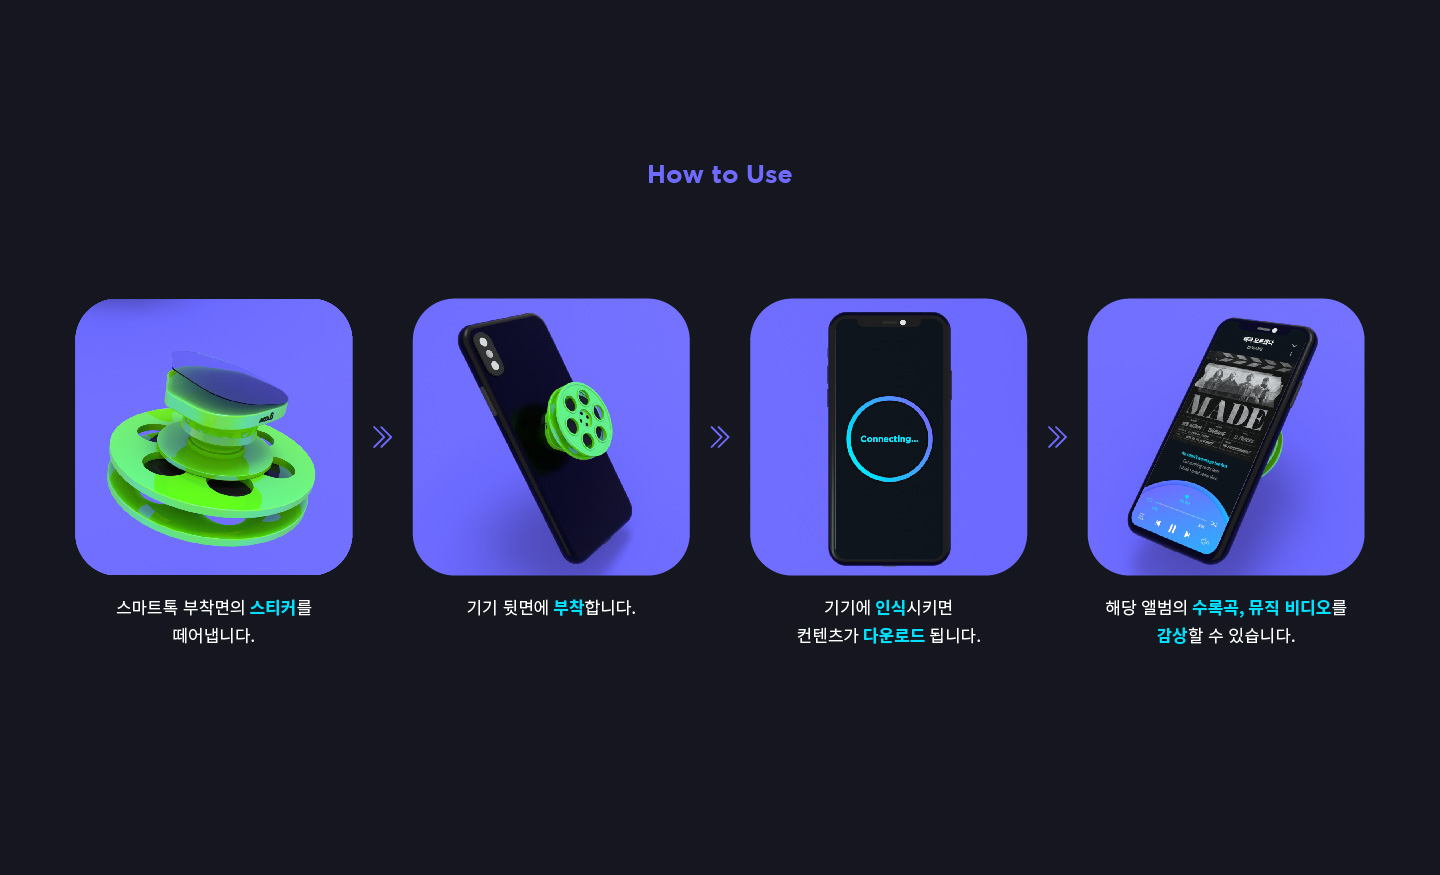 How to Use
스마트톡 부착면의 스티커를
떼어냅니다.
기기 뒷면에 부착합니다.
Connecting...
기기에 인식시키면
컨텐츠가 다운로드 됩니다.
MADE
해당 앨범의 수록곡, 뮤직 비디오를
감상할 수 있습니다.